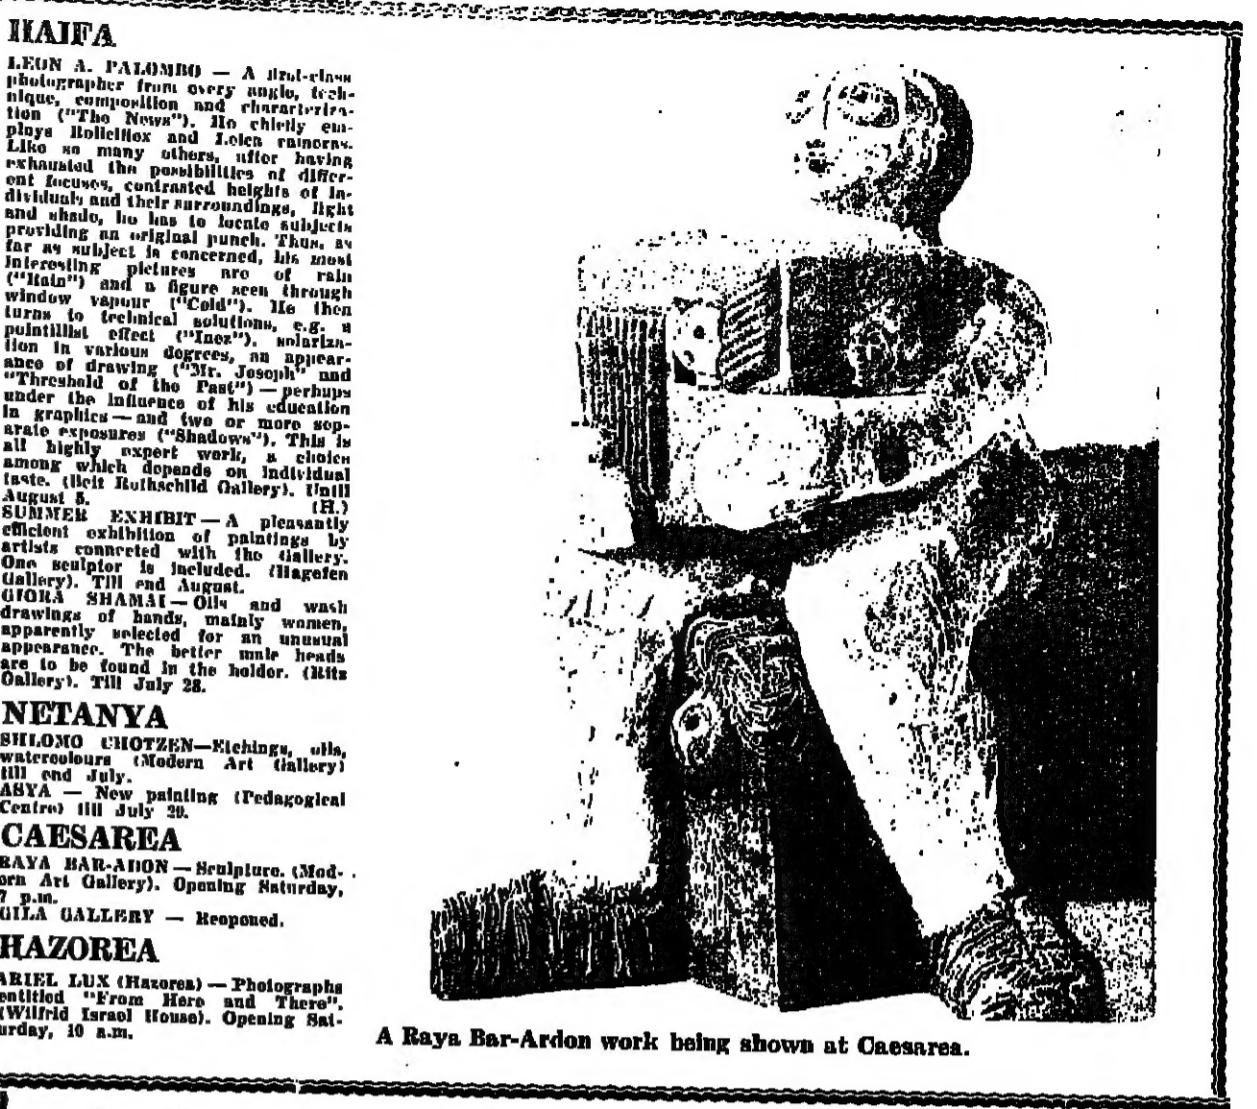 HAIFA
LEON A. PALOMBO — A first-class
photographer from every angle, tech-
nique, composition and characteriza-
tion ("The News"). He chiefly em-
ploys Rolleiflex and Leica cameras.
Like so many others, after having
exhausted the possibilities of differ-
ent focuses, contrasted heights of in-
dividuals and their surroundings, light
and shade, he has to locate subjects
providing an original punch. Thus, as
far as subject is concerned, his most
interesting pictures are of rain
("Rain") and a figure seen through
window vapour ("Cold"). He then
turns to technical solutions, e.g. a
pointillist effect ("Inez"), solariza-
tion in various degrees, an appear-
ance of drawing ("Mr. Joseph" and
"Threshold of the Past") — perhaps
under the influence of his education
in graphics — and two or more sep-
arate exposures ("Shadows"). This is
all highly expert work, a choice
among which depends on individual
taste. (Beit Rothschild Gallery). Until
August 5. (H.)
SUMMER EXHIBIT — A pleasantly
efficient exhibition of paintings by
artists connected with the Gallery.
One sculptor is included. (Hagefen
Gallery). Till end August.
GIORA SHAMAI — Oils and wash
drawings of hands, mainly women,
apparently selected for an unusual
appearance. The better male heads
are to be found in the holder. (Ritz
Gallery). Till July 28.
NETANYA
SHLOMO CHOTZEN—Etchings, oils,
watercolours (Modern Art Gallery)
till end July.
ASYA — New painting (Pedagogical
Centre) till July 29.
CAESAREA
RAYA BAR-ADON — Sculpture. (Mod-
ern Art Gallery). Opening Saturday,
7 p.m.
GILA GALLERY — Reopened.
HAZOREA
ARIEL LUX (Hazorea) — Photographs
entitled "From Here and There".
(Wilfrid Israel House). Opening Sat-
urday, 10 a.m.
A Raya Bar-Ardon work being shown at Caesarea.